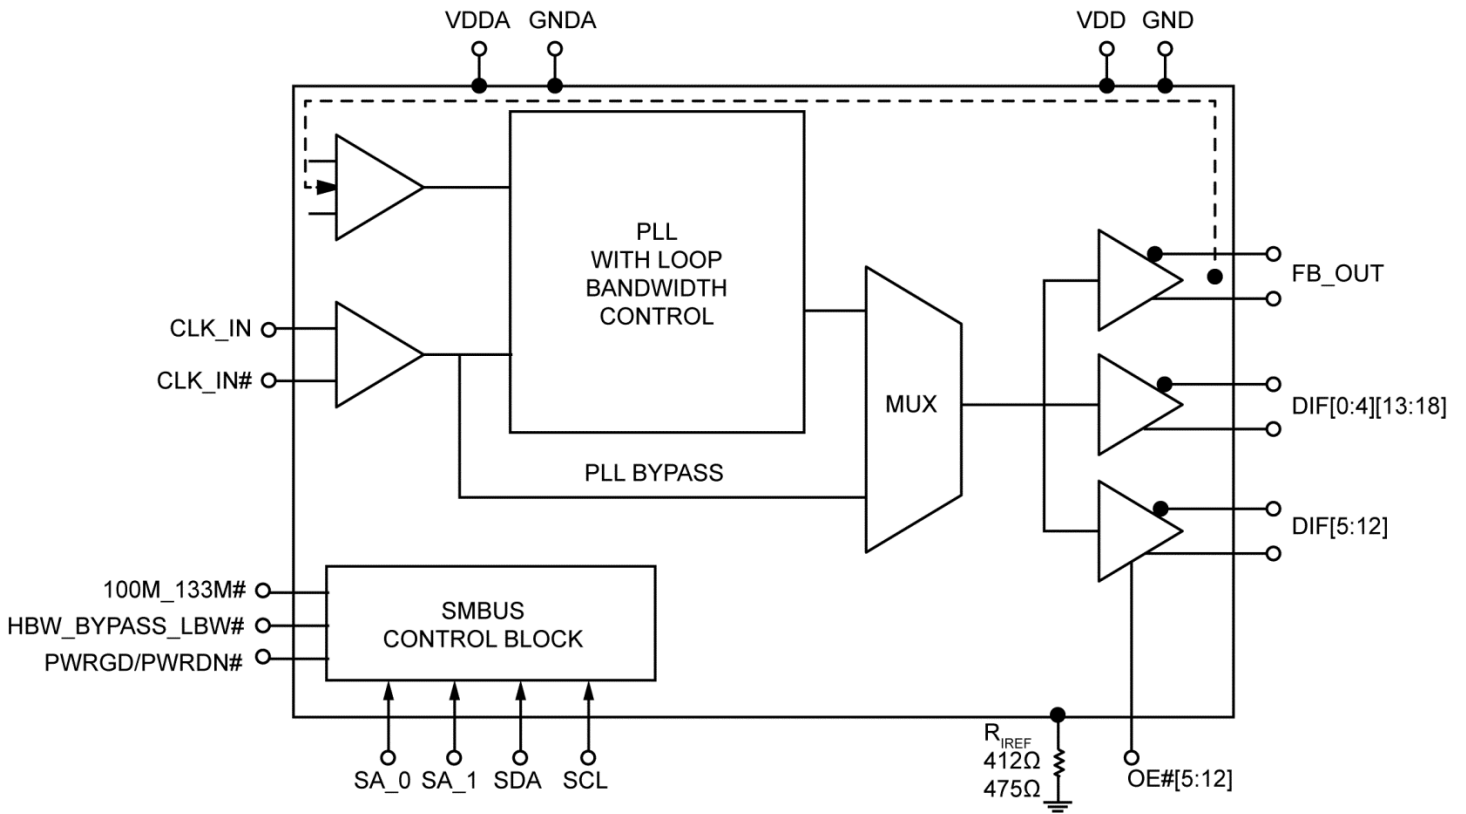 VDDA GNDA VDD GND
PLL
WITH LOOP
BANDWIDTH
CONTROL
FB_OUT
CLK_IN
CLK_IN#
MUX
DIF[0:4][13:18]
PLL BYPASS
DIF[5:12]
100M_133M#
HBW_BYPASS_LBW#
PWRGD/PWRDN#
SMBUS
CONTROL BLOCK
SA_0 SA_1 SDA SCL
RIREF
412Ω
475Ω
OE#[5:12]